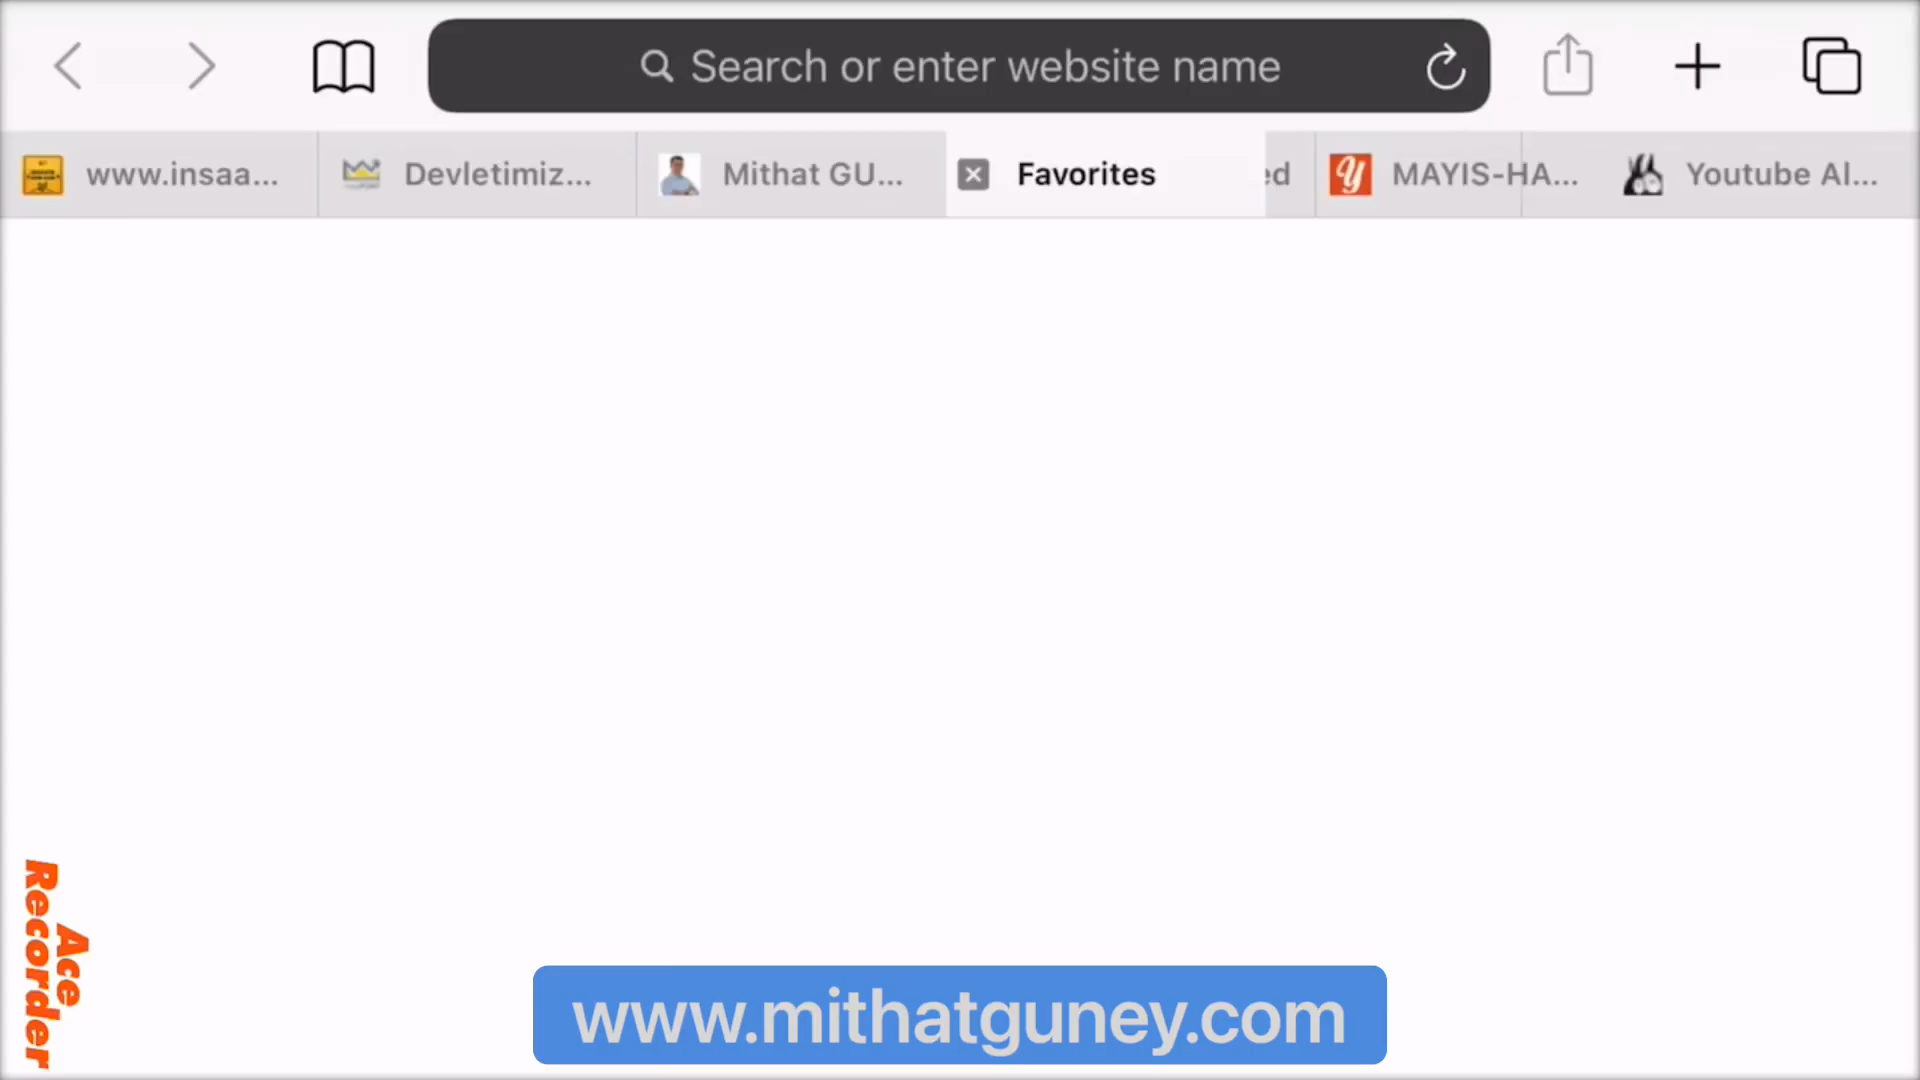 Search or enter website name
www.insaa...
Devletimiz...
Mithat GU...
Favorites
ed
MAYIS-HA...
Youtube Al...
Ace
Recorder
www.mithatguney.com